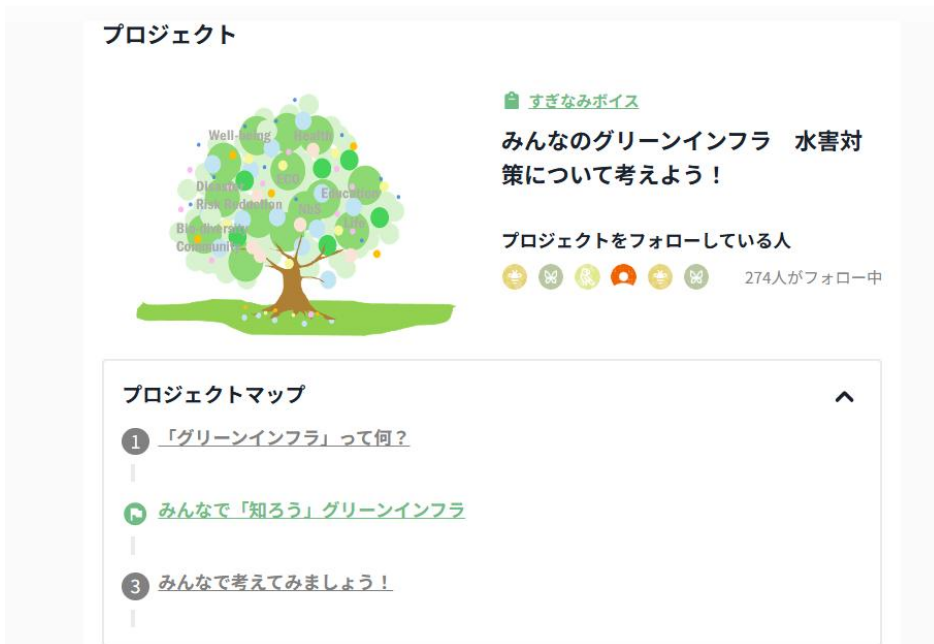 プロジェクト
Well-being Health
ECO
Disaster
Risk Reduction
Education
NbS
Life
Bio-diversity
Community
すぎなみボイス
みんなのグリーンインフラ　水害対
策について考えよう！
プロジェクトをフォローしている人
274人がフォロー中
プロジェクトマップ
1 「グリーンインフラ」って何？
みんなで「知ろう」グリーンインフラ
3 みんなで考えてみましょう！